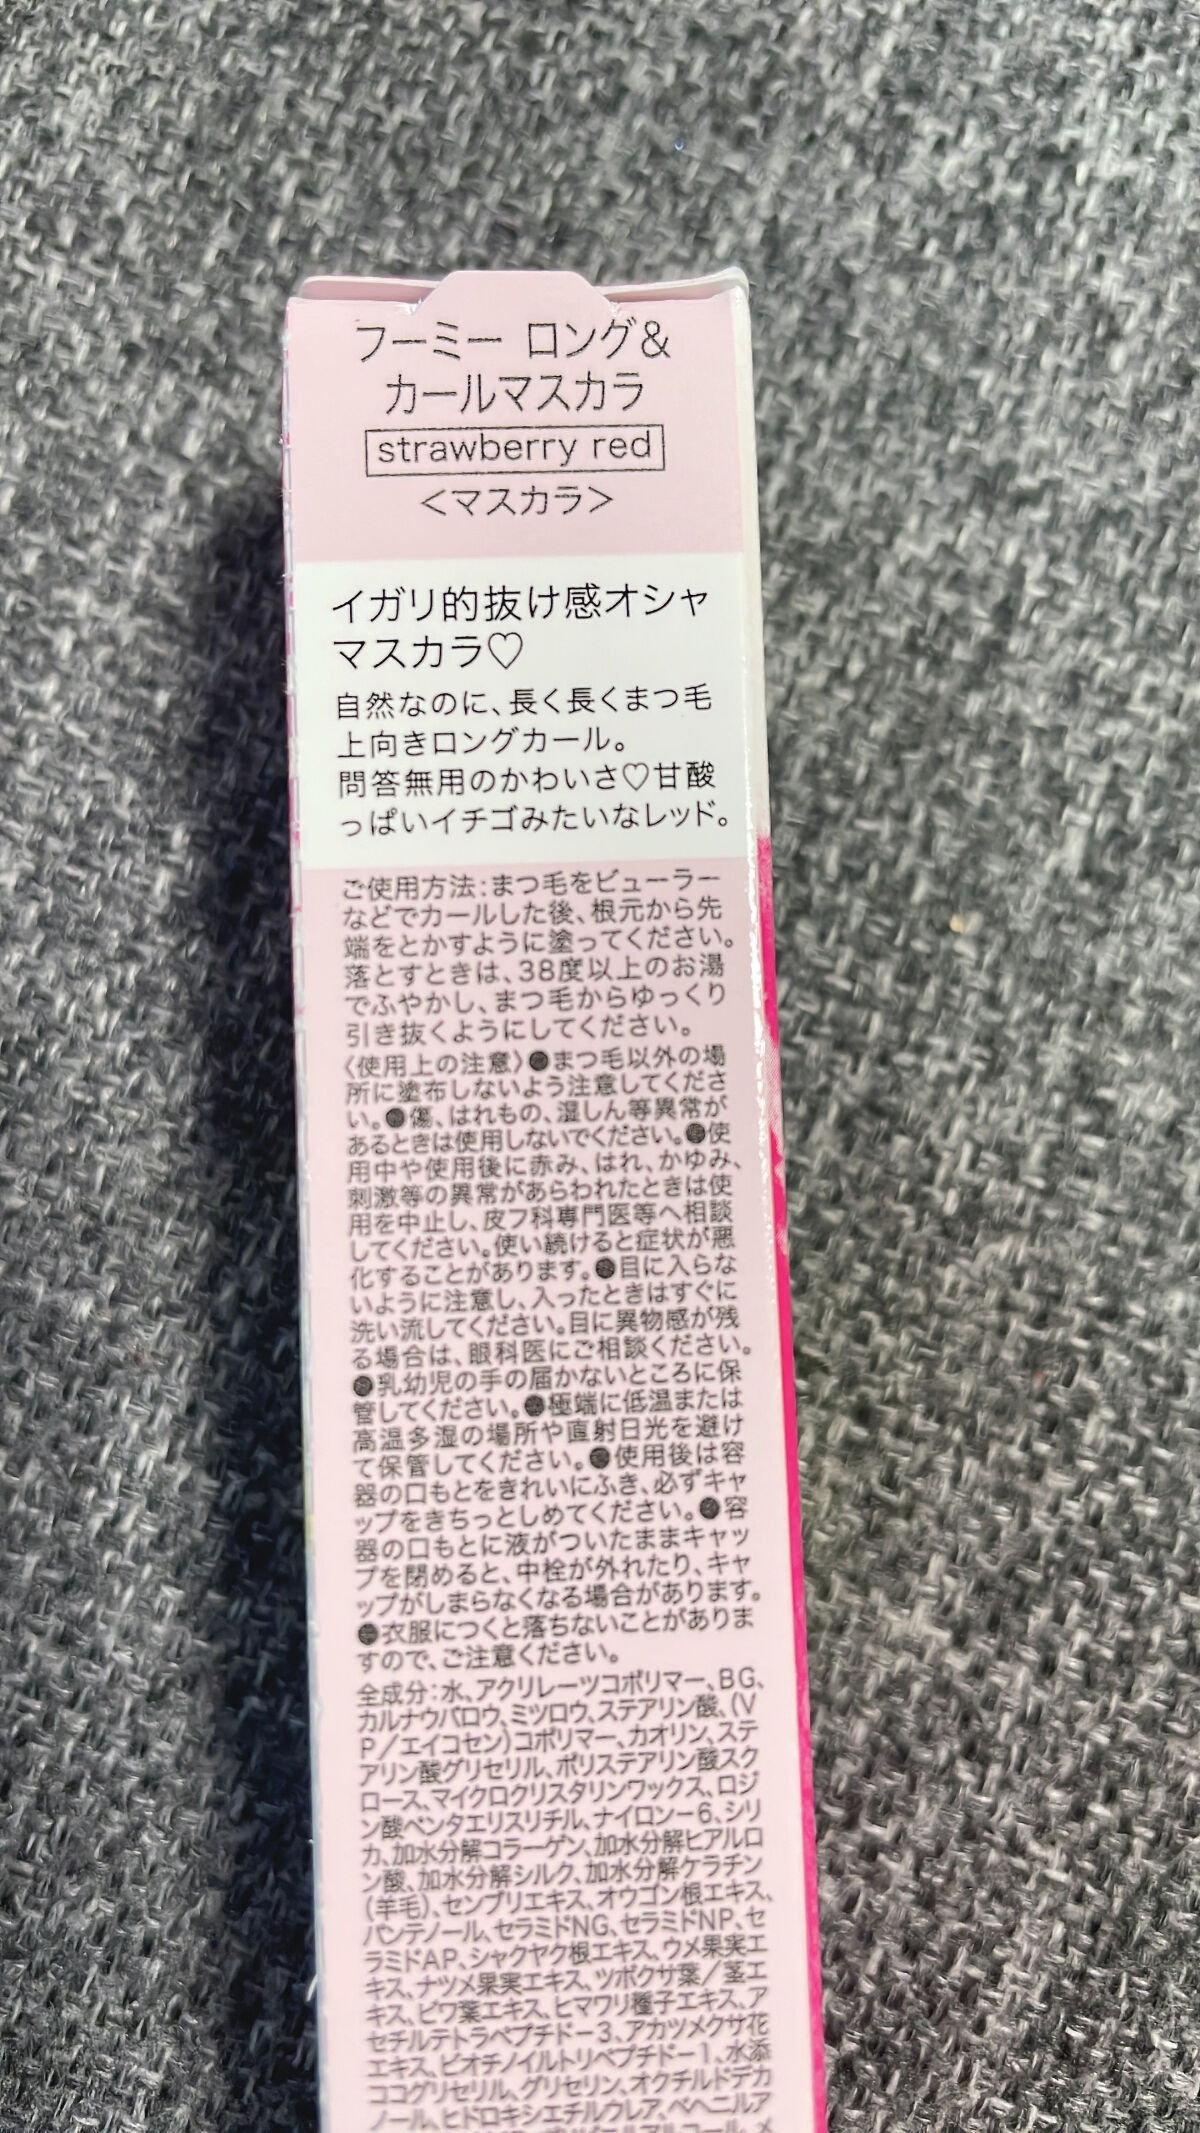 フーミー ロング&
カールマスカラ
strawberry red
＜マスカラ＞
イガリ的抜け感オシャ
マスカラ♡
自然なのに、長く長くまつ毛
上向きロングカール。
問答無用のかわいさ♡甘酸
っぱいイチゴみたいなレッド。
ご使用方法：まつ毛をビューラー
などでカールした後、根元から先
端をとかすように塗ってください。
落とすときは、38度以上のお湯
でふやかし、まつ毛からゆっくり
引き抜くようにしてください。
〈使用上の注意〉●まつ毛以外の場
所に塗布しないよう注意してくださ
い。●傷、はれもの、湿しん等異常が
あるときは使用しないでください。●使
用中や使用後に赤み、はれ、かゆみ、
刺激等の異常があらわれたときは使
用を中止し、皮フ科専門医等へ相談
してください。使い続けると症状が悪
化することがあります。●目に入らな
いように注意し、入ったときはすぐに
洗い流してください。目に異物感が残
る場合は、眼科医にご相談ください。
●乳幼児の手の届かないところに保
管してください。●極端に低温または
高温多湿の場所や直射日光を避け
て保管してください。●使用後は容
器の口もとをきれいにふき、必ずキャ
ップをきちっとしめてください。●容
器の口もとに液がついたままキャッ
プを閉めると、中栓が外れたり、キャ
ップがしまらなくなる場合があります。
●衣服につくと落ちないことがありま
すので、ご注意ください。
全成分：水、アクリレーツコポリマー、BG、
カルナウバロウ、ミツロウ、ステアリン酸、(V
P/エイコセン)コポリマー、カオリン、ステ
アリン酸グリセリル、ポリステアリン酸スク
ロース、マイクロクリスタリンワックス、ロジ
ン酸ペンタエリスリチル、ナイロン-6、シリ
カ、加水分解コラーゲン、加水分解ヒアルロ
ン酸、加水分解シルク、加水分解ケラチン
(羊毛)、センブリエキス、オウゴン根エキス、
パンテノール、セラミドNG、セラミドNP、セ
ラミドAP、シャクヤク根エキス、ウメ果実エ
キス、ナツメ果実エキス、ツボクサ葉/茎エ
キス、ビワ葉エキス、ヒマワリ種子エキス、ア
セチルテトラペプチド-3、アカツメクサ花
エキス、ビオチノイルトリペプチド-1、水添
ココグリセリル、グリセリン、オクチルドデカ
ノール、ヒドロキシエチルウレア、ベヘニルア